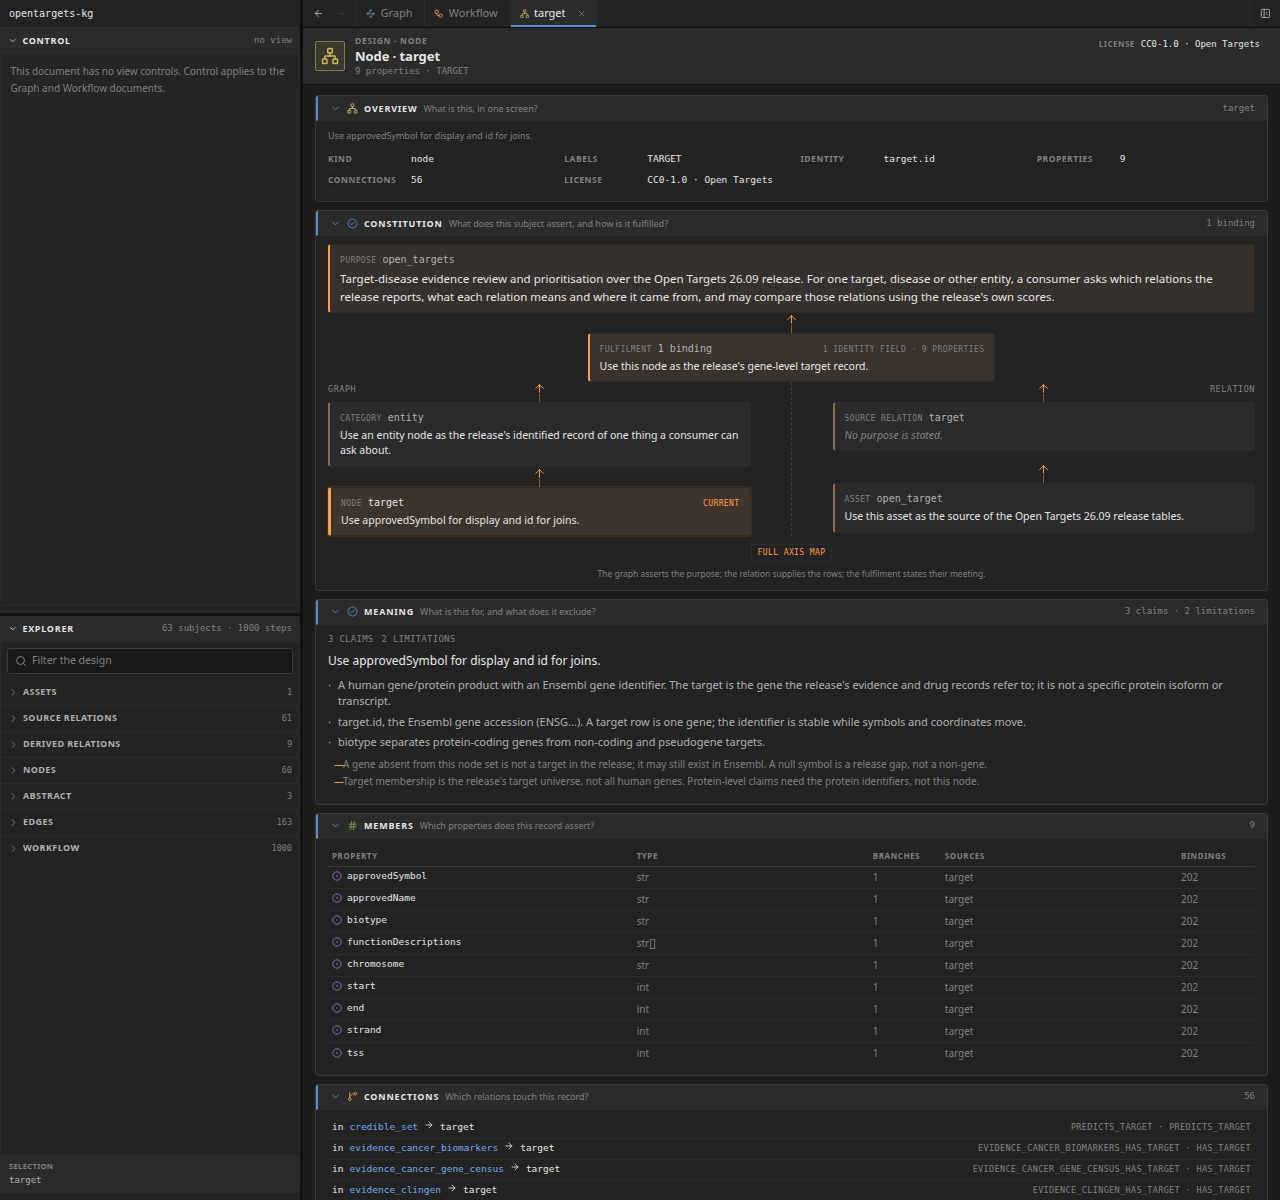 opentargets-kg
CONTROL
no view
This document has no view controls. Control applies to the
Graph and Workflow documents.
EXPLORER
63 subjects · 1000 steps
Filter the design
ASSETS 1
SOURCE RELATIONS 61
DERIVED RELATIONS 9
NODES 60
ABSTRACT 3
EDGES 163
WORKFLOW 1000
SELECTION
target
Graph
Workflow
target
DESIGN · NODE
Node · target
9 properties · TARGET
LICENSE CC0-1.0 · Open Targets
OVERVIEW What is this, in one screen? target
Use approvedSymbol for display and id for joins.
KIND node LABELS TARGET IDENTITY target.id PROPERTIES 9
CONNECTIONS 56 LICENSE CC0-1.0 · Open Targets
CONSTITUTION What does this subject assert, and how is it fulfilled? 1 binding
PURPOSE open_targets
Target-disease evidence review and prioritisation over the Open Targets 26.09 release. For one target, disease or other entity, a consumer asks which relations the
release reports, what each relation means and where it came from, and may compare those relations using the release's own scores.
FULFILMENT 1 binding 1 IDENTITY FIELD · 9 PROPERTIES
Use this node as the release's gene-level target record.
GRAPH RELATION
CATEGORY entity
Use an entity node as the release's identified record of one thing a consumer can
ask about.
SOURCE RELATION target
No purpose is stated.
NODE target CURRENT
Use approvedSymbol for display and id for joins.
ASSET open_target
Use this asset as the source of the Open Targets 26.09 release tables.
FULL AXIS MAP
The graph asserts the purpose; the relation supplies the rows; the fulfilment states their meeting.
MEANING What is this for, and what does it exclude? 3 claims · 2 limitations
3 CLAIMS 2 LIMITATIONS
Use approvedSymbol for display and id for joins.
· A human gene/protein product with an Ensembl gene identifier. The target is the gene the release's evidence and drug records refer to; it is not a specific protein isoform or
transcript.
· target.id, the Ensembl gene accession (ENSG...). A target row is one gene; the identifier is stable while symbols and coordinates move.
· biotype separates protein-coding genes from non-coding and pseudogene targets.
—A gene absent from this node set is not a target in the release; it may still exist in Ensembl. A null symbol is a release gap, not a non-gene.
—Target membership is the release's target universe, not all human genes. Protein-level claims need the protein identifiers, not this node.
MEMBERS Which properties does this record assert? 9
PROPERTY TYPE BRANCHES SOURCES BINDINGS
approvedSymbol str 1 target 202
approvedName str 1 target 202
biotype str 1 target 202
functionDescriptions str[] 1 target 202
chromosome str 1 target 202
start int 1 target 202
end int 1 target 202
strand int 1 target 202
tss int 1 target 202
CONNECTIONS Which relations touch this record? 56
in credible_set → target PREDICTS_TARGET · PREDICTS_TARGET
in evidence_cancer_biomarkers → target EVIDENCE_CANCER_BIOMARKERS_HAS_TARGET · HAS_TARGET
in evidence_cancer_gene_census → target EVIDENCE_CANCER_GENE_CENSUS_HAS_TARGET · HAS_TARGET
in evidence_clingen → target EVIDENCE_CLINGEN_HAS_TARGET · HAS_TARGET